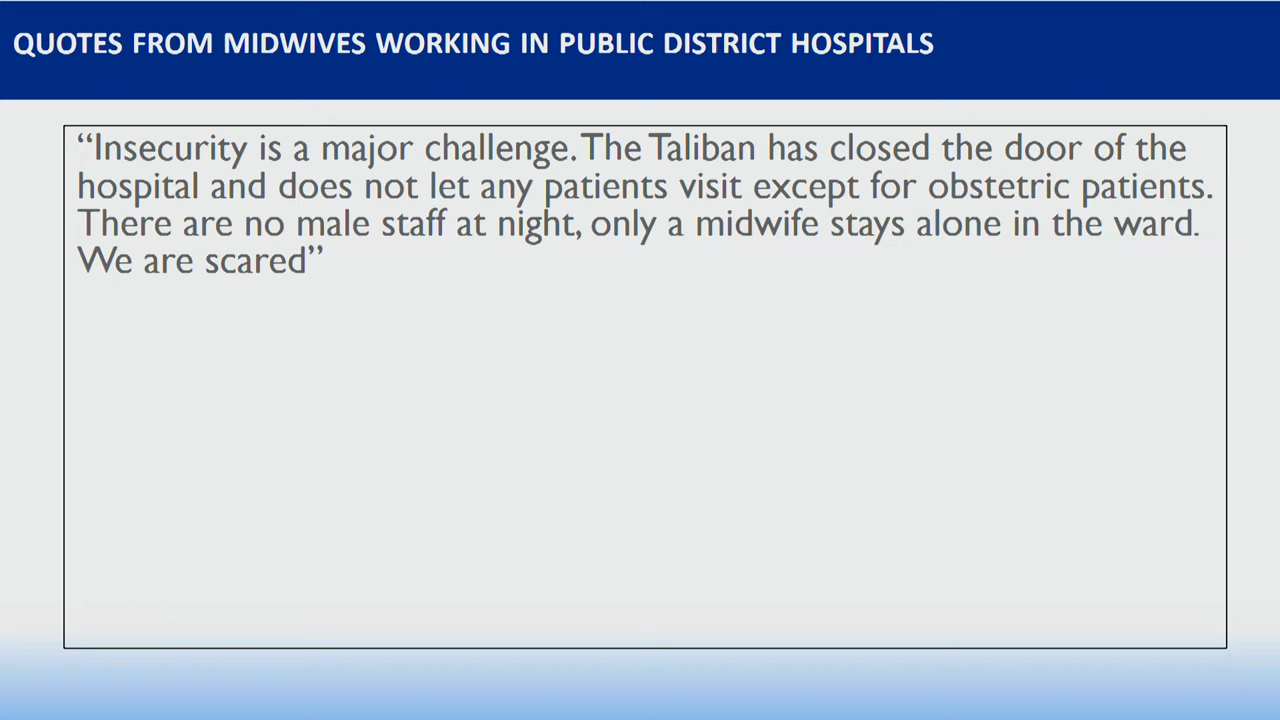 QUOTES FROM MIDWIVES WORKING IN PUBLIC DISTRICT HOSPITALS
“Insecurity is a major challenge. The Taliban has closed the door of the
hospital and does not let any patients visit except for obstetric patients.
There are no male staff at night, only a midwife stays alone in the ward.
We are scared”